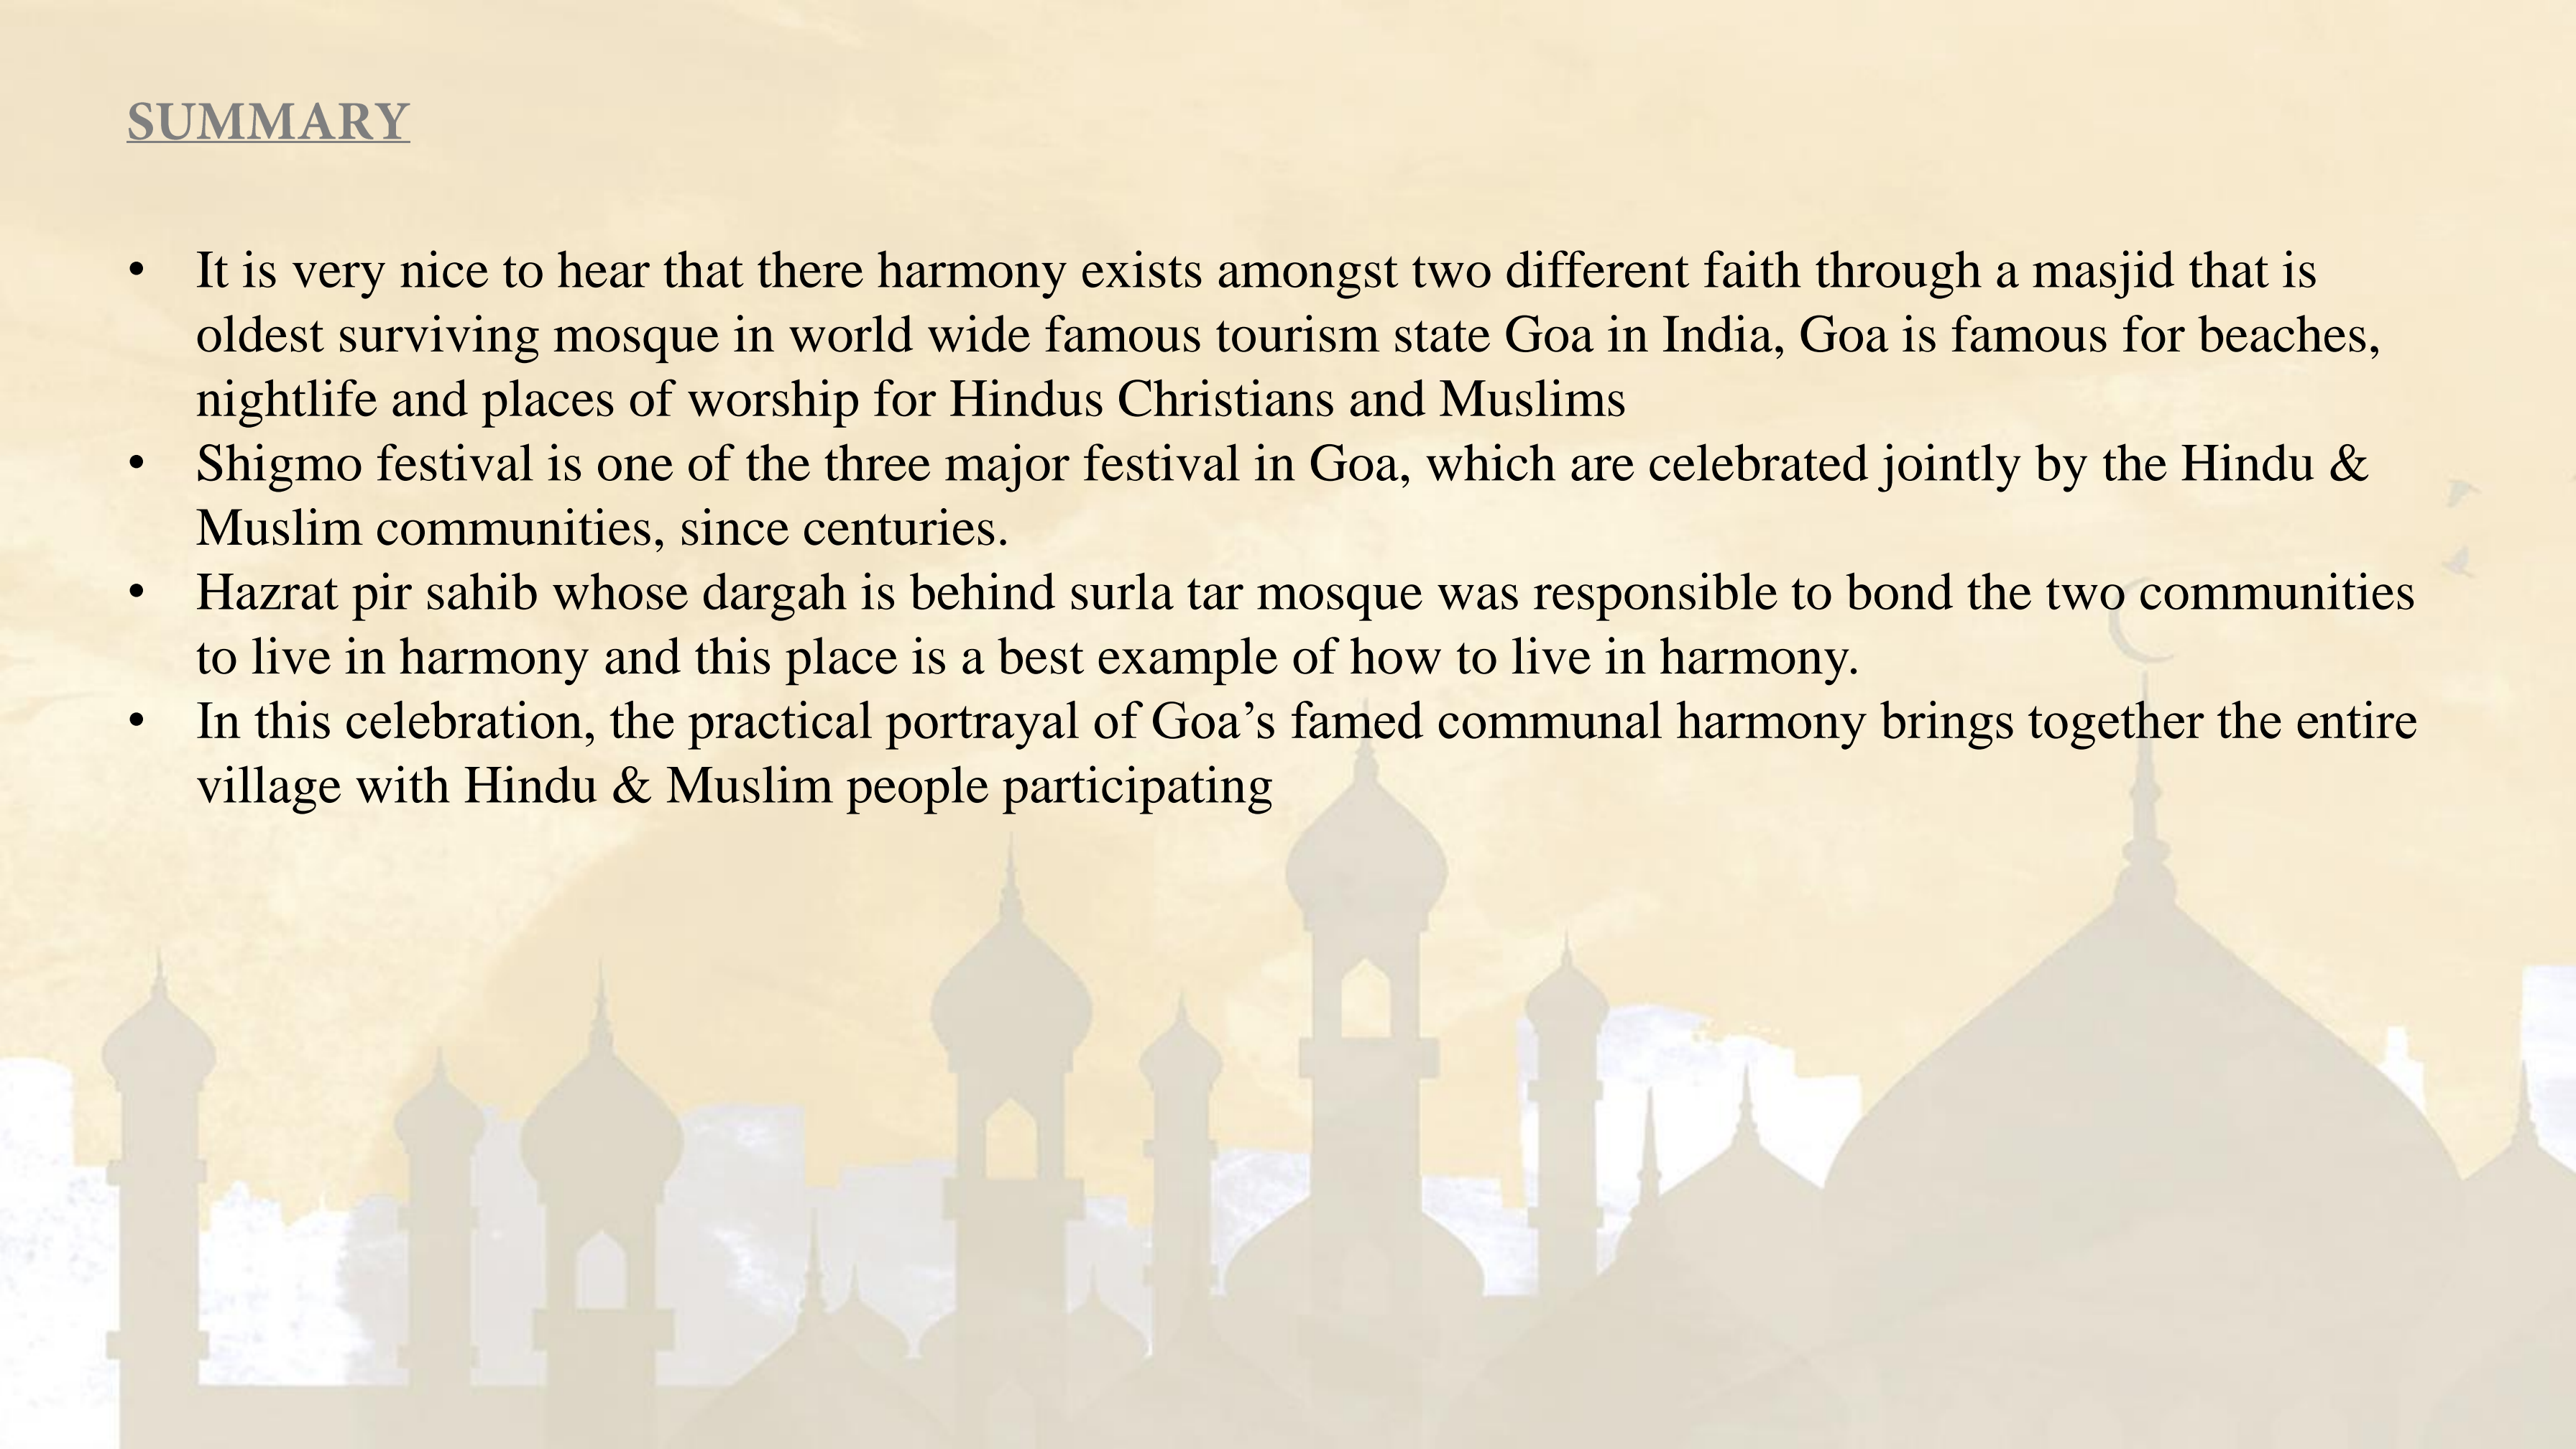 SUMMARY
• It is very nice to hear that there harmony exists amongst two different faith through a masjid that is
oldest surviving mosque in world wide famous tourism state Goa in India, Goa is famous for beaches,
nightlife and places of worship for Hindus Christians and Muslims
• Shigmo festival is one of the three major festival in Goa, which are celebrated jointly by the Hindu &
Muslim communities, since centuries.
• Hazrat pir sahib whose dargah is behind surla tar mosque was responsible to bond the two communities
to live in harmony and this place is a best example of how to live in harmony.
• In this celebration, the practical portrayal of Goa’s famed communal harmony brings together the entire
village with Hindu & Muslim people participating